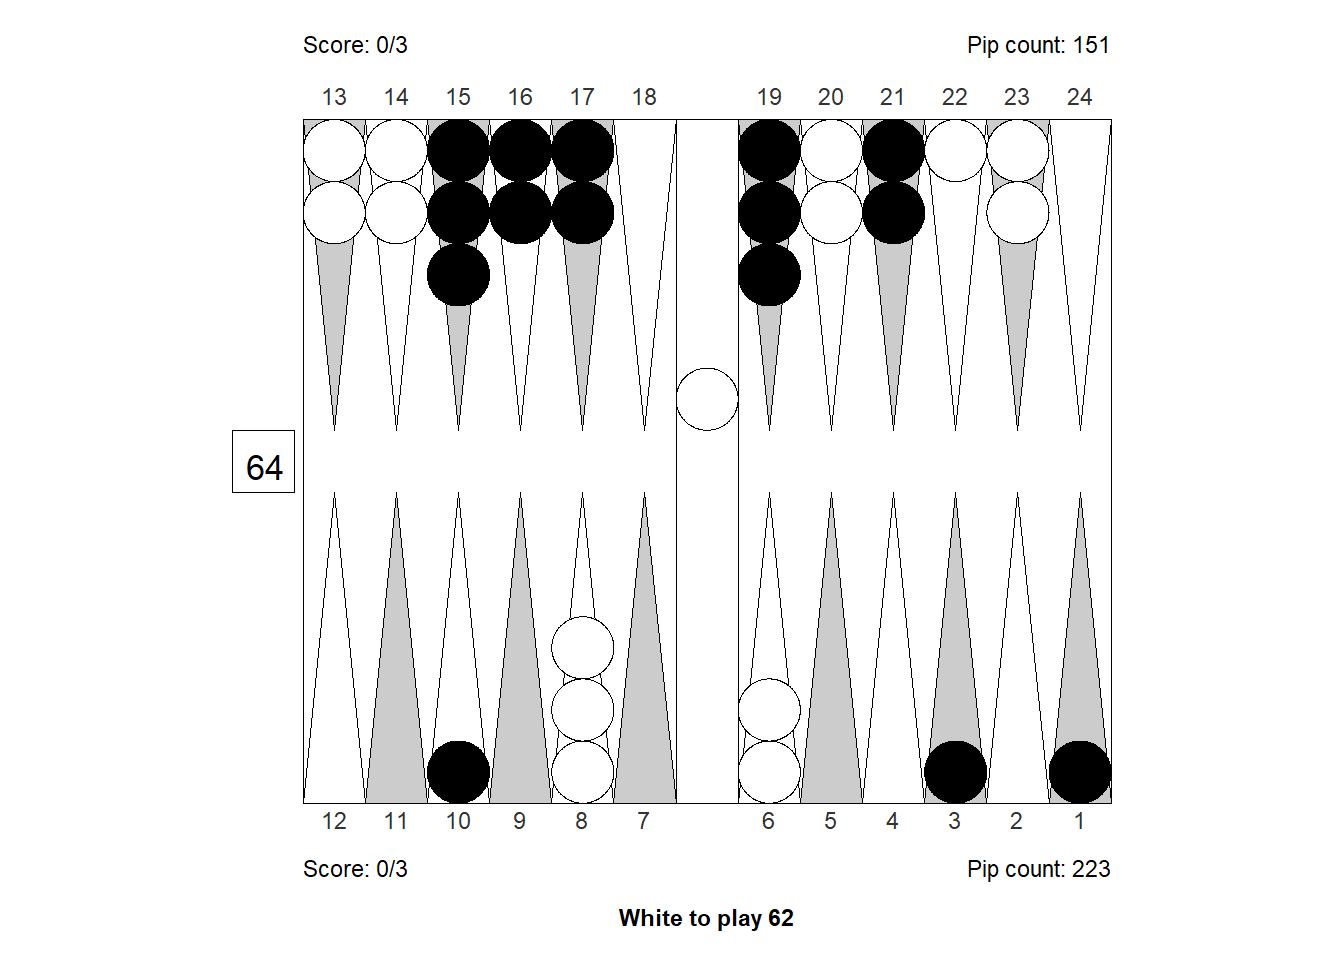 Score: 0/3 Pip count: 151
13 14 15 16 17 18 19 20 21 22 23 24
64
12 11 10 9 8 7 6 5 4 3 2 1
Score: 0/3 Pip count: 223
White to play 62